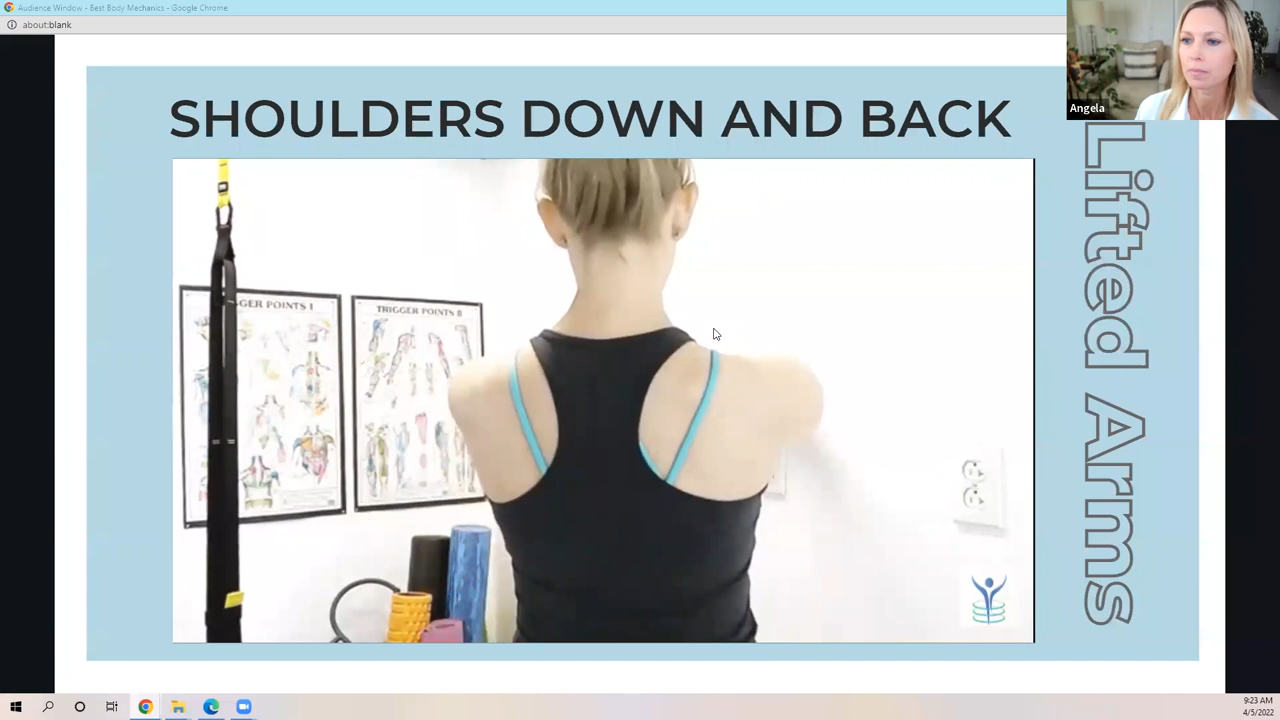 Audience Window - Best Body Mechanics - Google Chrome
about:blank
Angela
SHOULDERS DOWN AND BACK
Lifted Arms
GER POINTS I
TRIGGER POINTS II
9:23 AM
4/5/2022